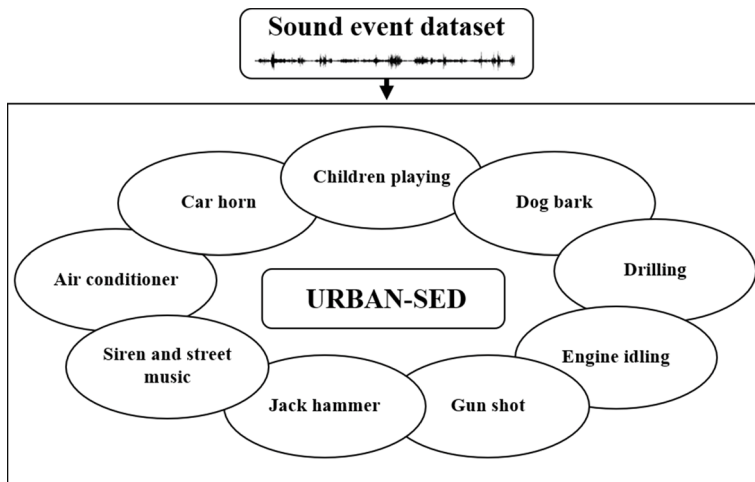 Sound event dataset
Children playing
Car horn
Dog bark
Air conditioner
Drilling
URBAN-SED
Siren and street
music
Engine idling
Jack hammer
Gun shot